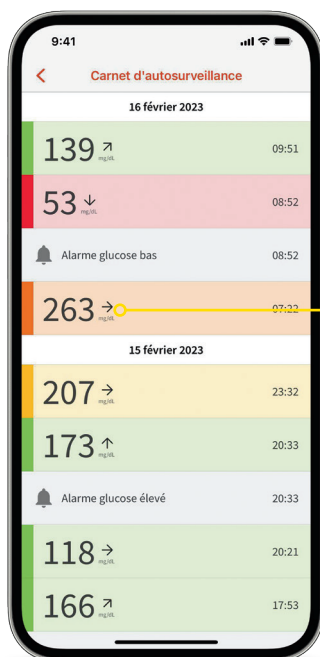 9:41
Carnet d'autosurveillance
16 février 2023
139 ↗ mg/dL 09:51
53 ↓ mg/dL 08:52
Alarme glucose bas 08:52
263 → mg/dL 07:22
15 février 2023
207 → mg/dL 23:32
173 ↑ mg/dL 20:33
Alarme glucose élevé 20:33
118 → mg/dL 20:21
166 ↗ mg/dL 17:53